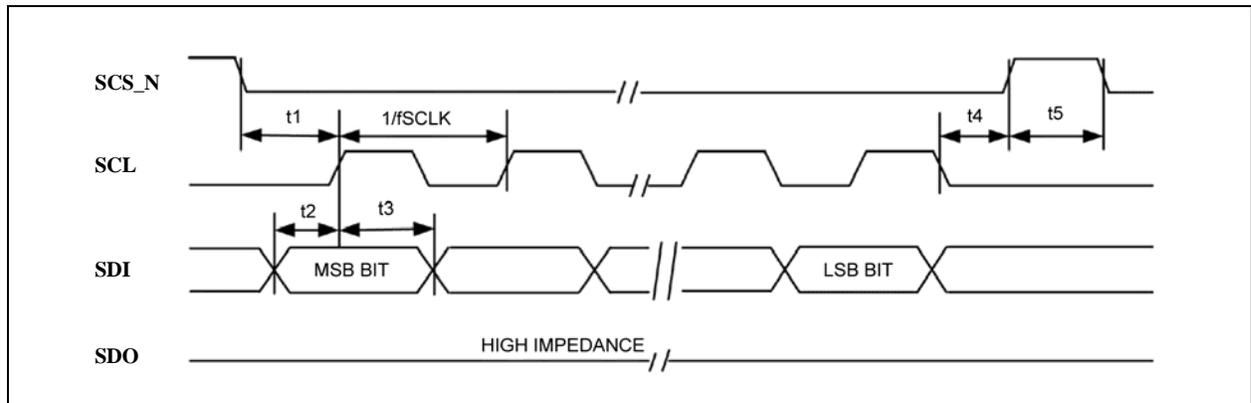 SCS_N
t1
1/fSCLK
t4
t5
SCL
t2
t3
SDI
MSB BIT
LSB BIT
SDO
HIGH IMPEDANCE